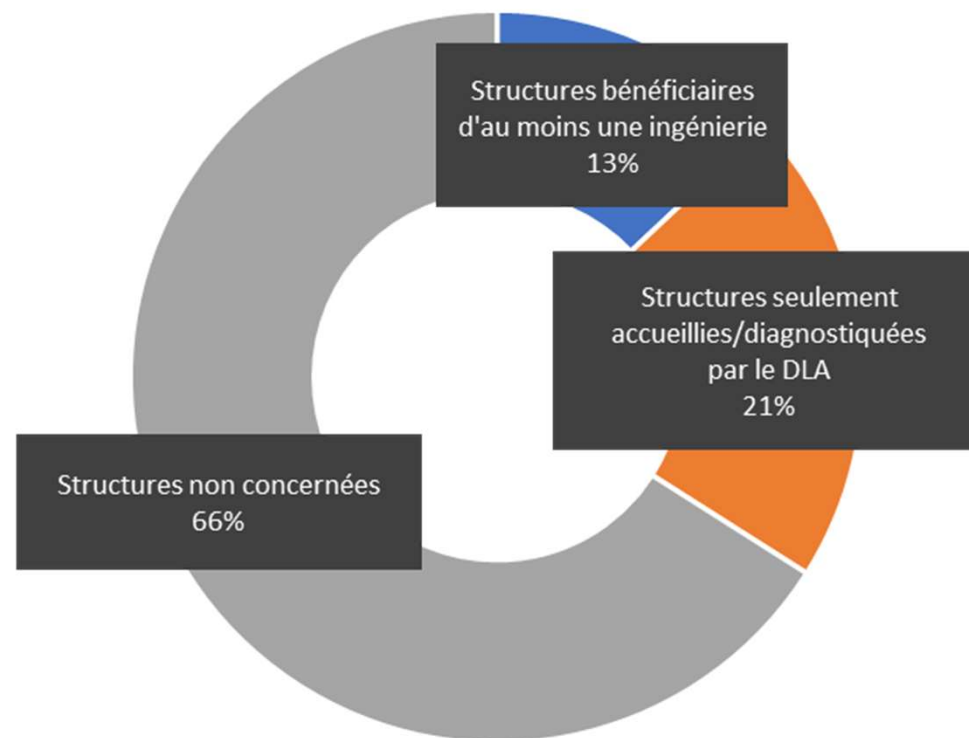 Structures bénéficiaires
d'au moins une ingénierie
13%
Structures seulement
accueillies/diagnostiquées
par le DLA
21%
Structures non concernées
66%